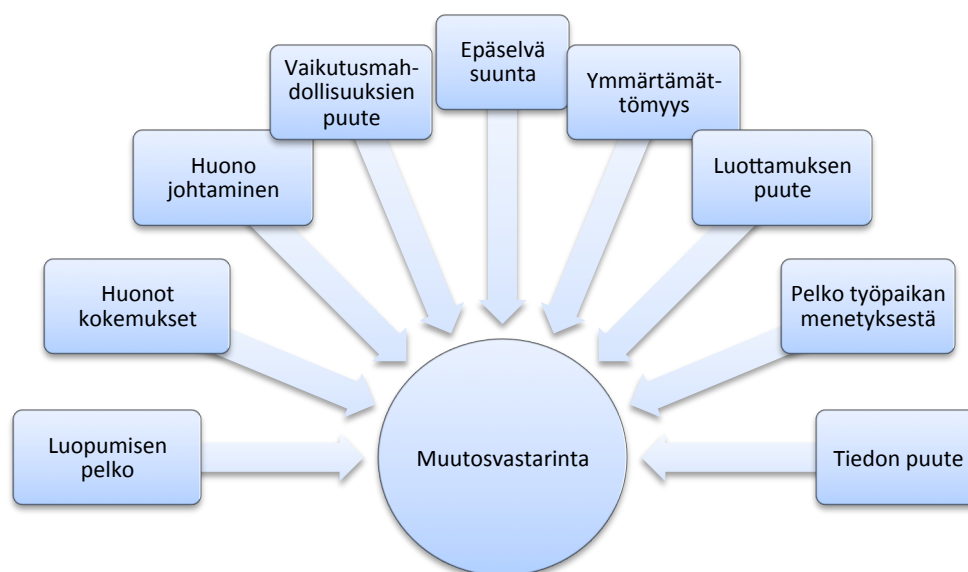 Epäselvä
suunta
Vaikutusmah-
dollisuuksien
puute
Ymmärtämät-
tömyys
Huono
johtaminen
Luottamuksen
puute
Huonot
kokemukset
Pelko työpaikan
menetyksestä
Luopumisen
pelko
Muutosvastarinta
Tiedon puute